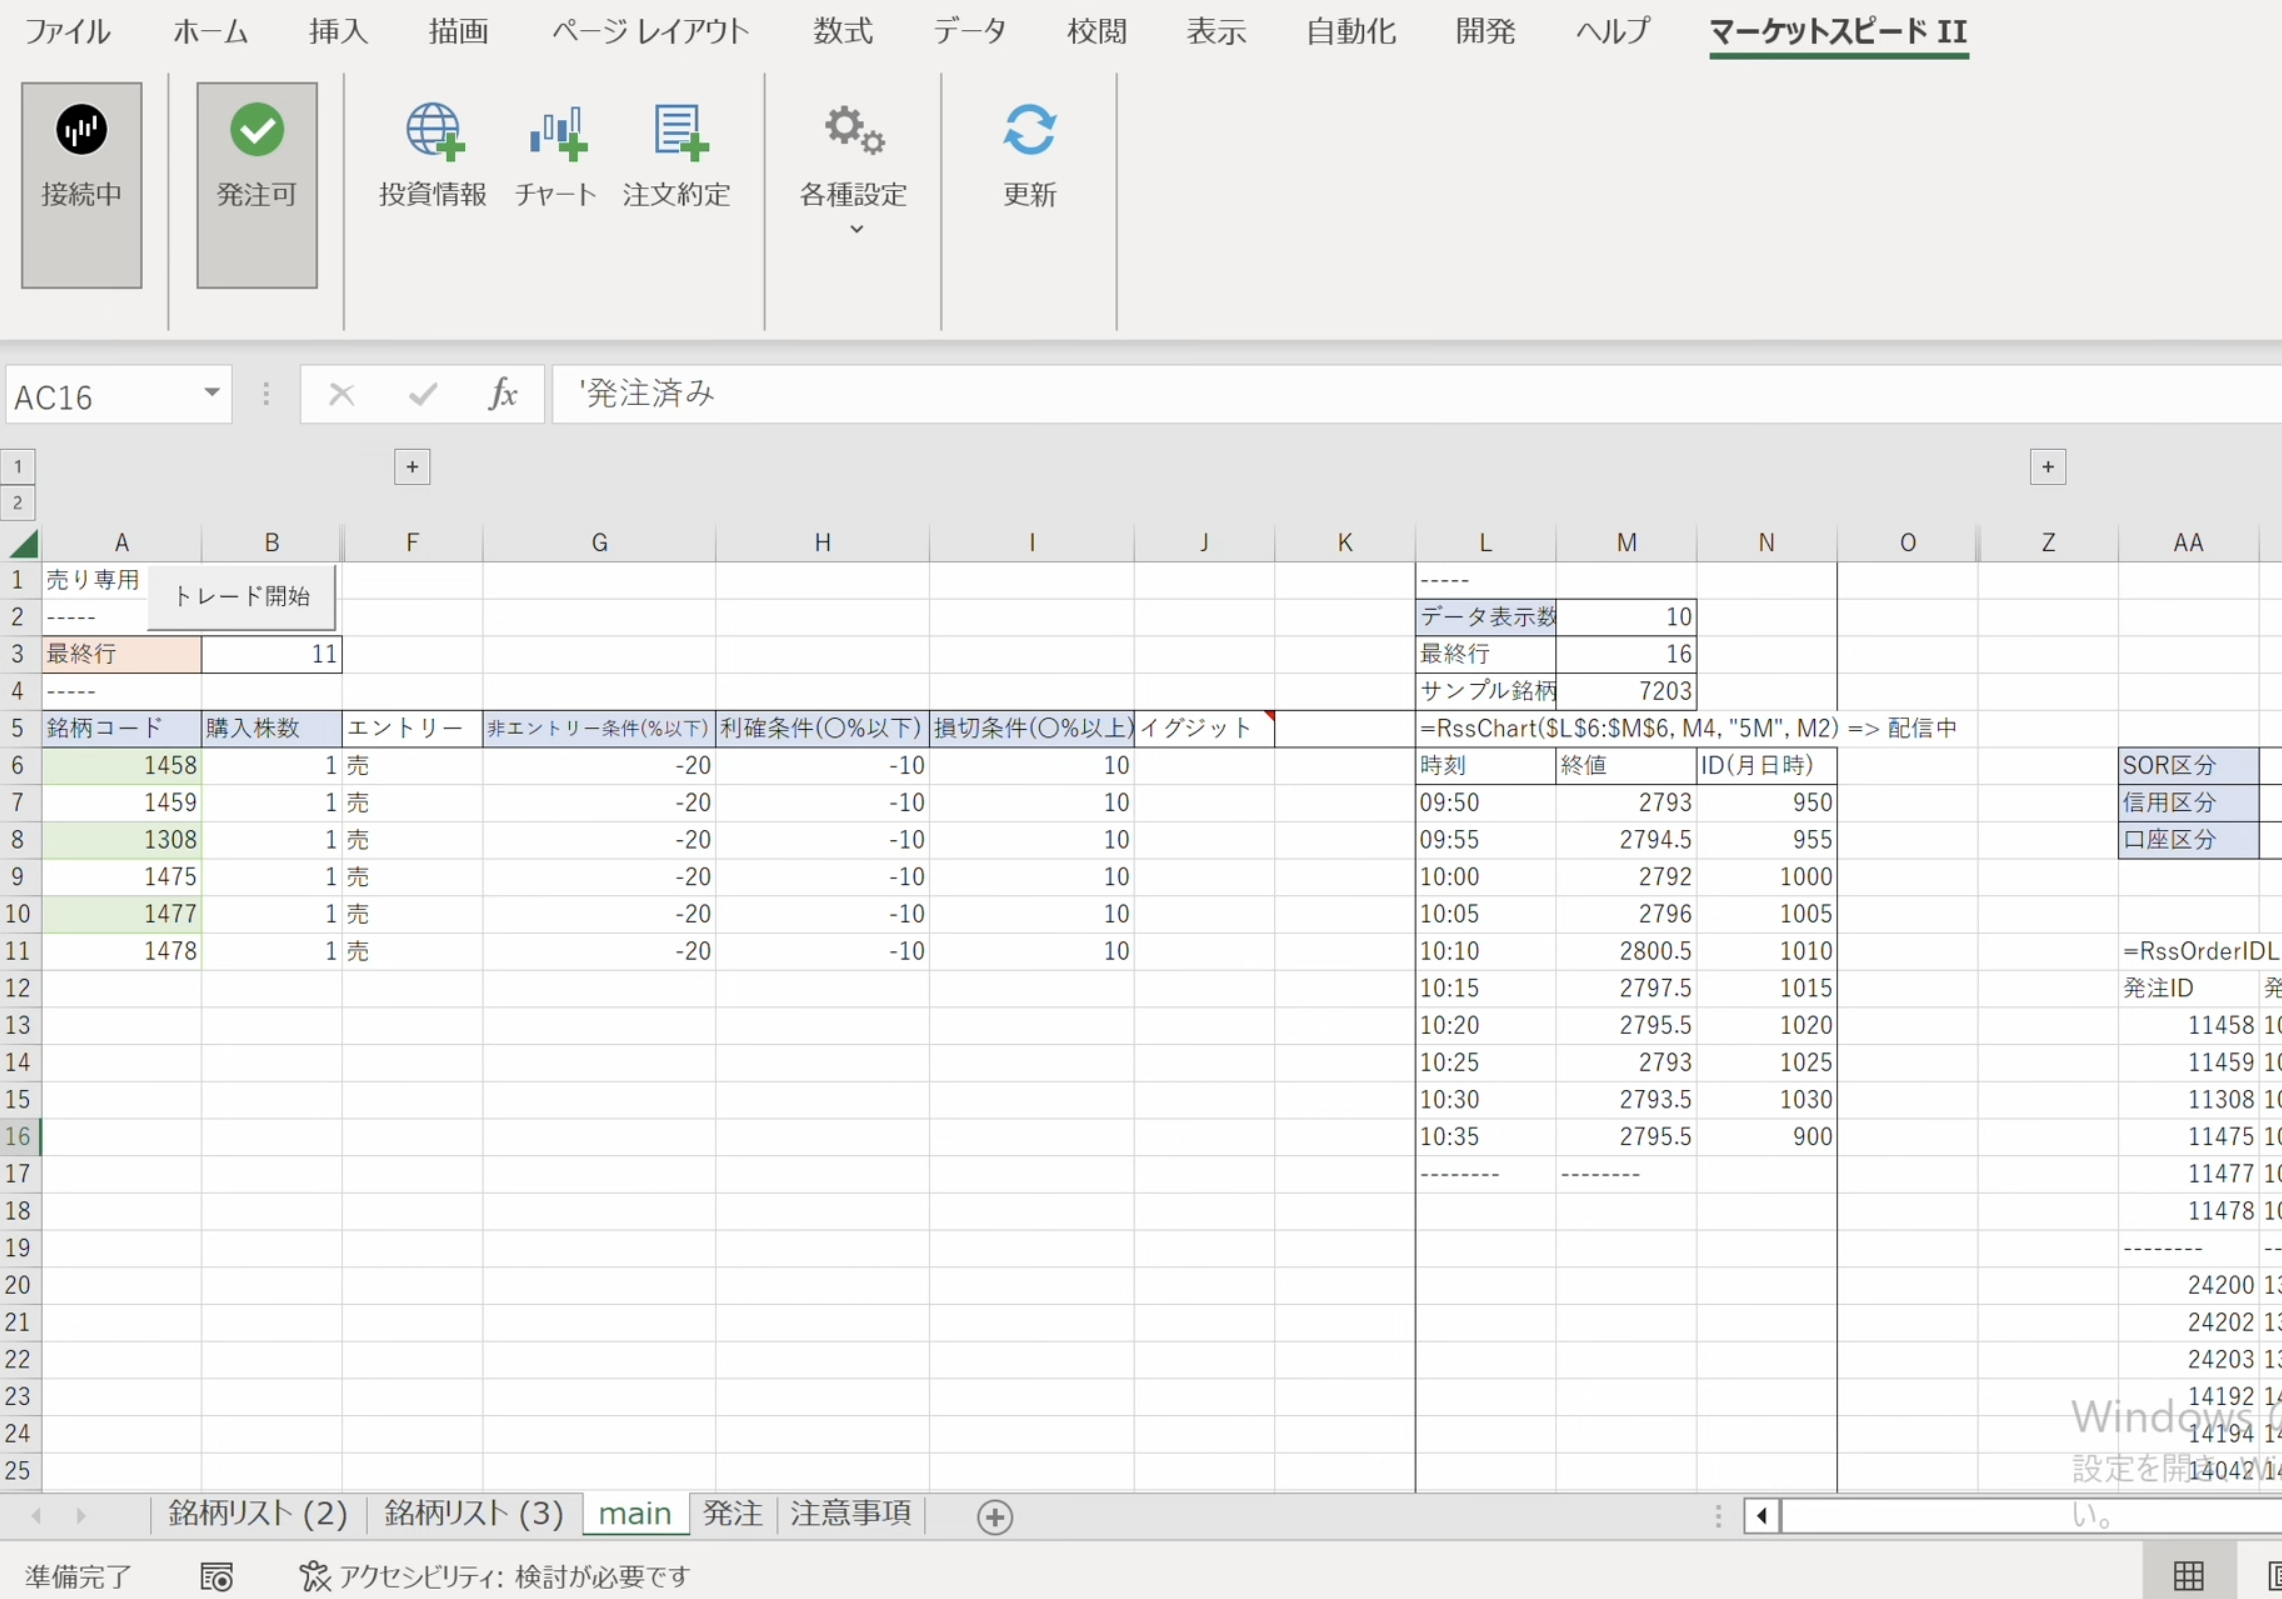 ファイル ホーム 挿入 描画 ページ レイアウト 数式 データ 校閲 表示 自動化 開発 ヘルプ マーケットスピード II
接続中 発注可 投資情報 チャート 注文約定 各種設定 更新
AC16 fx '発注済み
1 + +
2
A B F G H I J K L M N O Z AA
1 売り専用 トレード開始 -----
2 ----- データ表示数 10
3 最終行 11 最終行 16
4 ----- サンプル銘柄 7203
5 銘柄コード 購入株数 エントリー 非エントリー条件(%以下) 利確条件(〇%以下) 損切条件(〇%以上) イグジット =RssChart($L$6:$M$6, M4, "5M", M2) => 配信中
6 1458 1 売 -20 -10 10 時刻 終値 ID(月日時) SOR区分
7 1459 1 売 -20 -10 10 09:50 2793 950 信用区分
8 1308 1 売 -20 -10 10 09:55 2794.5 955 口座区分
9 1475 1 売 -20 -10 10 10:00 2792 1000
10 1477 1 売 -20 -10 10 10:05 2796 1005
11 1478 1 売 -20 -10 10 10:10 2800.5 1010 =RssOrderIDL
12 10:15 2797.5 1015 発注ID 発
13 10:20 2795.5 1020 11458 10
14 10:25 2793 1025 11459 10
15 10:30 2793.5 1030 11308 10
16 10:35 2795.5 900 11475 10
17 -------- -------- 11477 10
18 11478 10
19 -------- --
20 24200 13
21 24202 13
22 24203 13
23 14192 14
24 14194 14
25 14042 14
Windows の
設定を開き、Wi
い。
銘柄リスト (2) 銘柄リスト (3) main 発注 注意事項
準備完了 アクセシビリティ: 検討が必要です